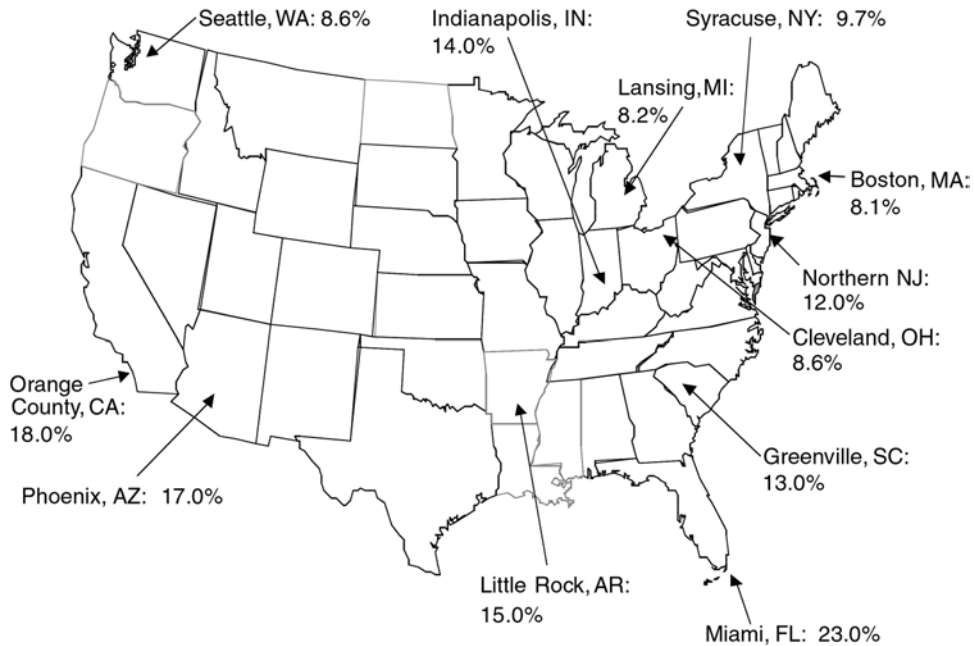 Seattle, WA: 8.6%
Indianapolis, IN:
14.0%
Syracuse, NY: 9.7%
Lansing, MI:
8.2%
Boston, MA:
8.1%
Northern NJ:
12.0%
Cleveland, OH:
8.6%
Orange
County, CA:
18.0%
Greenville, SC:
13.0%
Phoenix, AZ: 17.0%
Little Rock, AR:
15.0%
Miami, FL: 23.0%